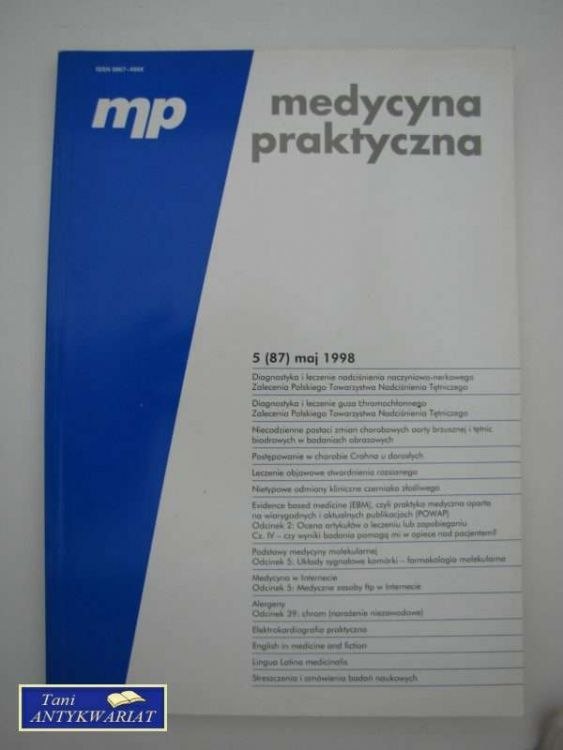 ISSN 0867-499X
mp
medycyna
praktyczna
5 (87) maj 1998
Diagnostyka i leczenie nadciśnienia naczyniowo-nerkowego
Zalecenia Polskiego Towarzystwa Nadciśnienia Tętniczego
Diagnostyka i leczenie guza chromochłonnego
Zalecenia Polskiego Towarzystwa Nadciśnienia Tętniczego
Niecodzienne postaci zmian chorobowych aorty brzusznej i tętnic
biodrowych w badaniach obrazowych
Postępowanie w chorobie Crohna u dorosłych
Leczenie objawowe stwardnienia rozsianego
Nietypowe odmiany kliniczne czerniaka złośliwego
Evidence based medicine (EBM), czyli praktyka medyczna oparta
na wiarygodnych i aktualnych publikacjach (POWAP)
Odcinek 2: Ocena artykułów o leczeniu lub zapobieganiu
Cz. IV – czy wyniki badania pomogą mi w opiece nad pacjentem?
Podstawy medycyny molekularnej
Odcinek 5: Układy sygnałowe komórki – farmakologia molekularna
Medycyna w Internecie
Odcinek 5: Medyczne zasoby ftp w Internecie
Alergeny
Odcinek 39: chrom (narażenie niezawodowe)
Elektrokardiografia praktyczna
English in medicine and fiction
Lingua Latina medicinalis
Streszczenia i omówienia badań naukowych
Tani
ANTYKWARIAT